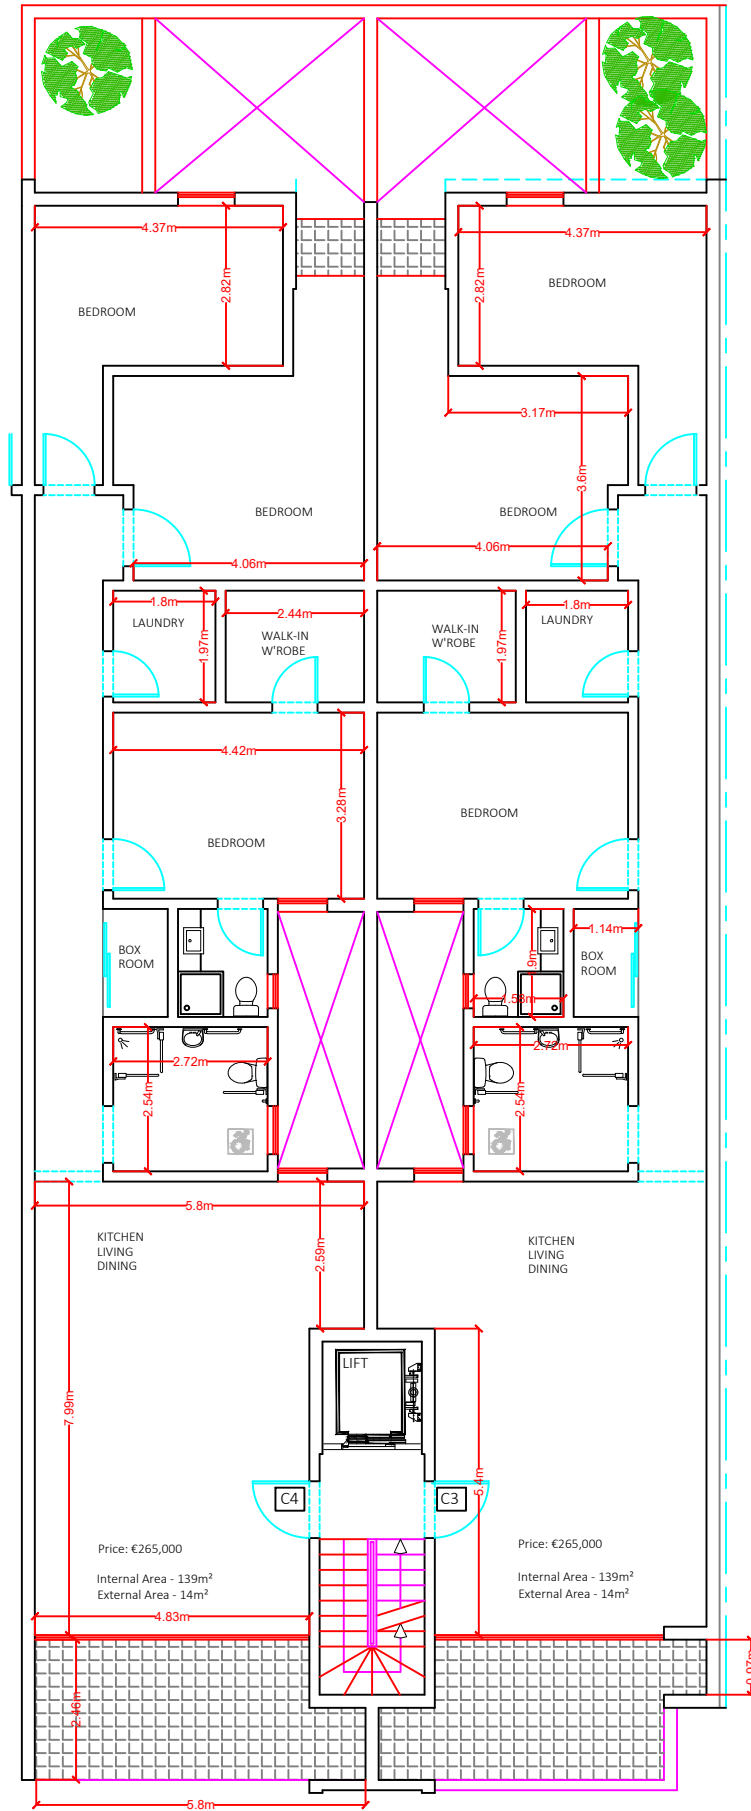 4.37m
4.37m
2.82m
2.82m
BEDROOM
BEDROOM
3.17m
3.6m
BEDROOM
BEDROOM
4.06m
4.06m
1.8m
2.44m
1.8m
LAUNDRY
1.97m
WALK-IN
W'ROBE
WALK-IN
W'ROBE
1.97m
LAUNDRY
4.42m
3.28m
BEDROOM
BEDROOM
BOX
ROOM
1.14m
BOX
ROOM
1.53m
2.72m
2.72m
2.54m
2.54m
5.8m
2.59m
KITCHEN
LIVING
DINING
KITCHEN
LIVING
DINING
LIFT
7.99m
5.4m
C4
C3
Price: €265,000
Internal Area - 139m²
External Area - 14m²
Price: €265,000
Internal Area - 139m²
External Area - 14m²
4.83m
2.46m
0.97m
5.8m